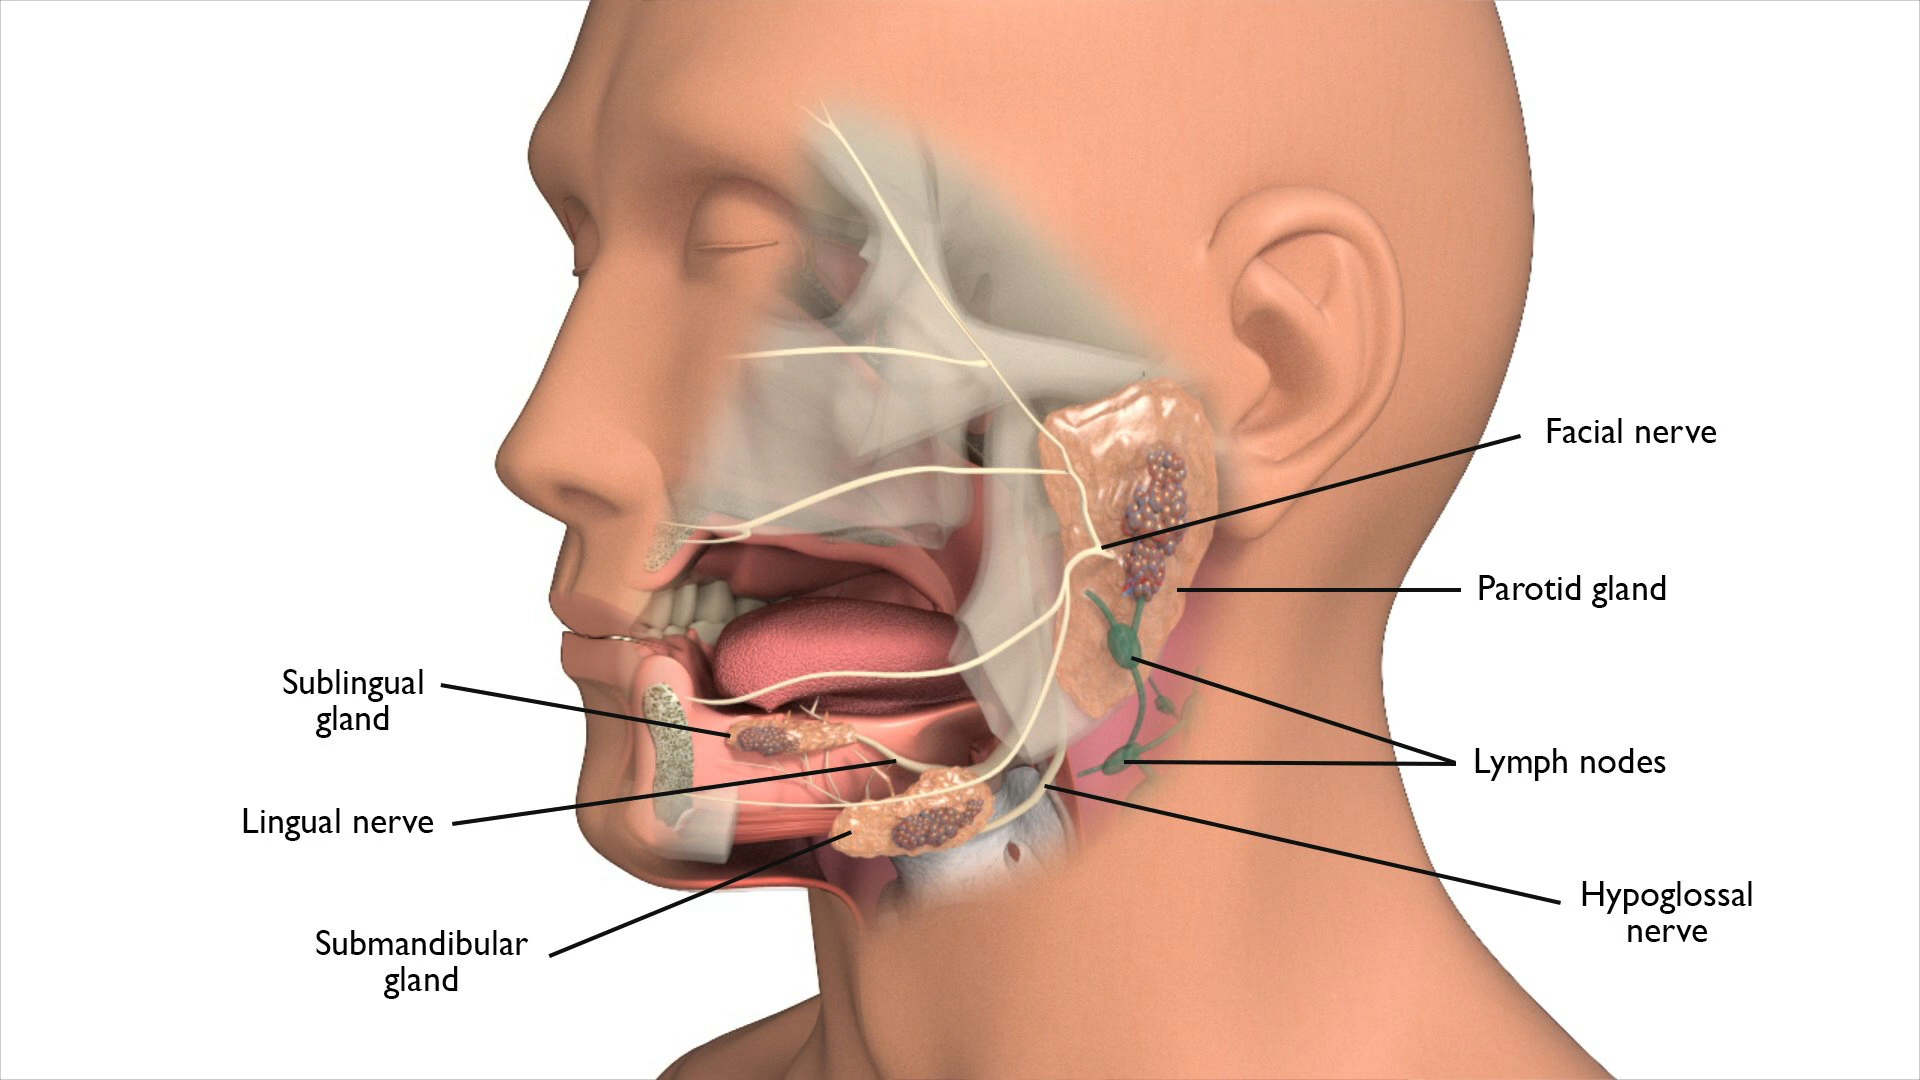 Facial nerve
Parotid gland
Sublingual
gland
Lymph nodes
Lingual nerve
Hypoglossal
nerve
Submandibular
gland